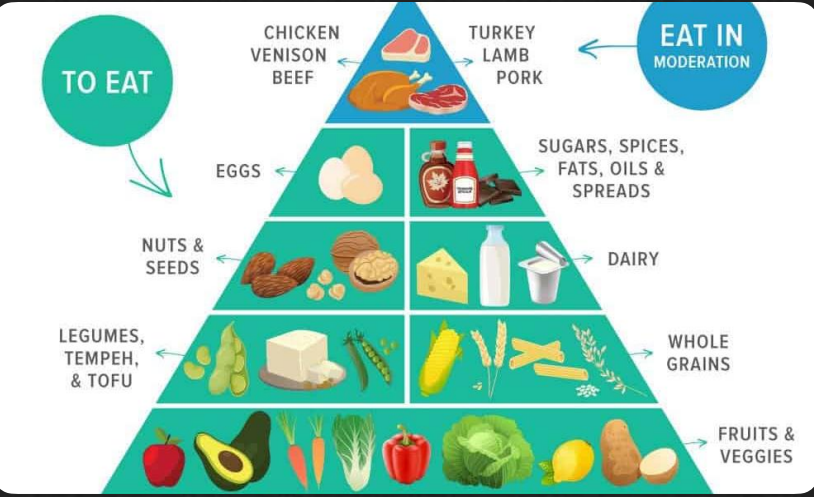 TO EAT
CHICKEN
VENISON
BEEF
TURKEY
LAMB
PORK
EAT IN
MODERATION
EGGS
SUGARS, SPICES,
FATS, OILS &
SPREADS
NUTS &
SEEDS
DAIRY
LEGUMES,
TEMPEH,
& TOFU
WHOLE
GRAINS
FRUITS &
VEGGIES